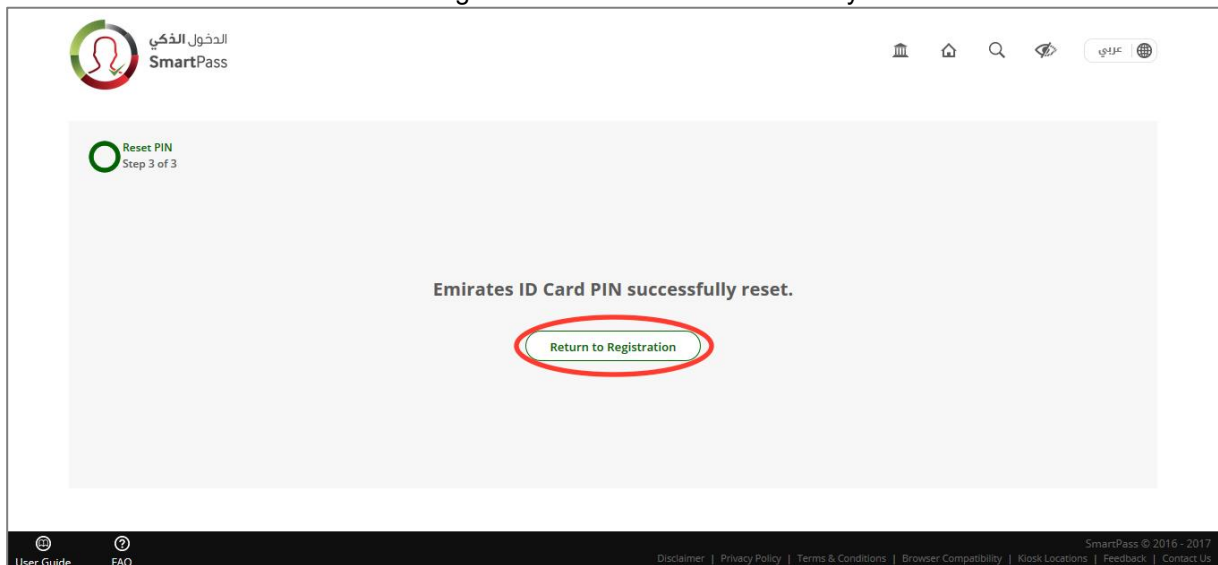 الدخول الذكي
SmartPass
عربي
Reset PIN
Step 3 of 3
Emirates ID Card PIN successfully reset.
Return to Registration
SmartPass © 2016 - 2017
User Guide FAQ
Disclaimer | Privacy Policy | Terms & Conditions | Browser Compatibility | Kiosk Locations | Feedback | Contact Us